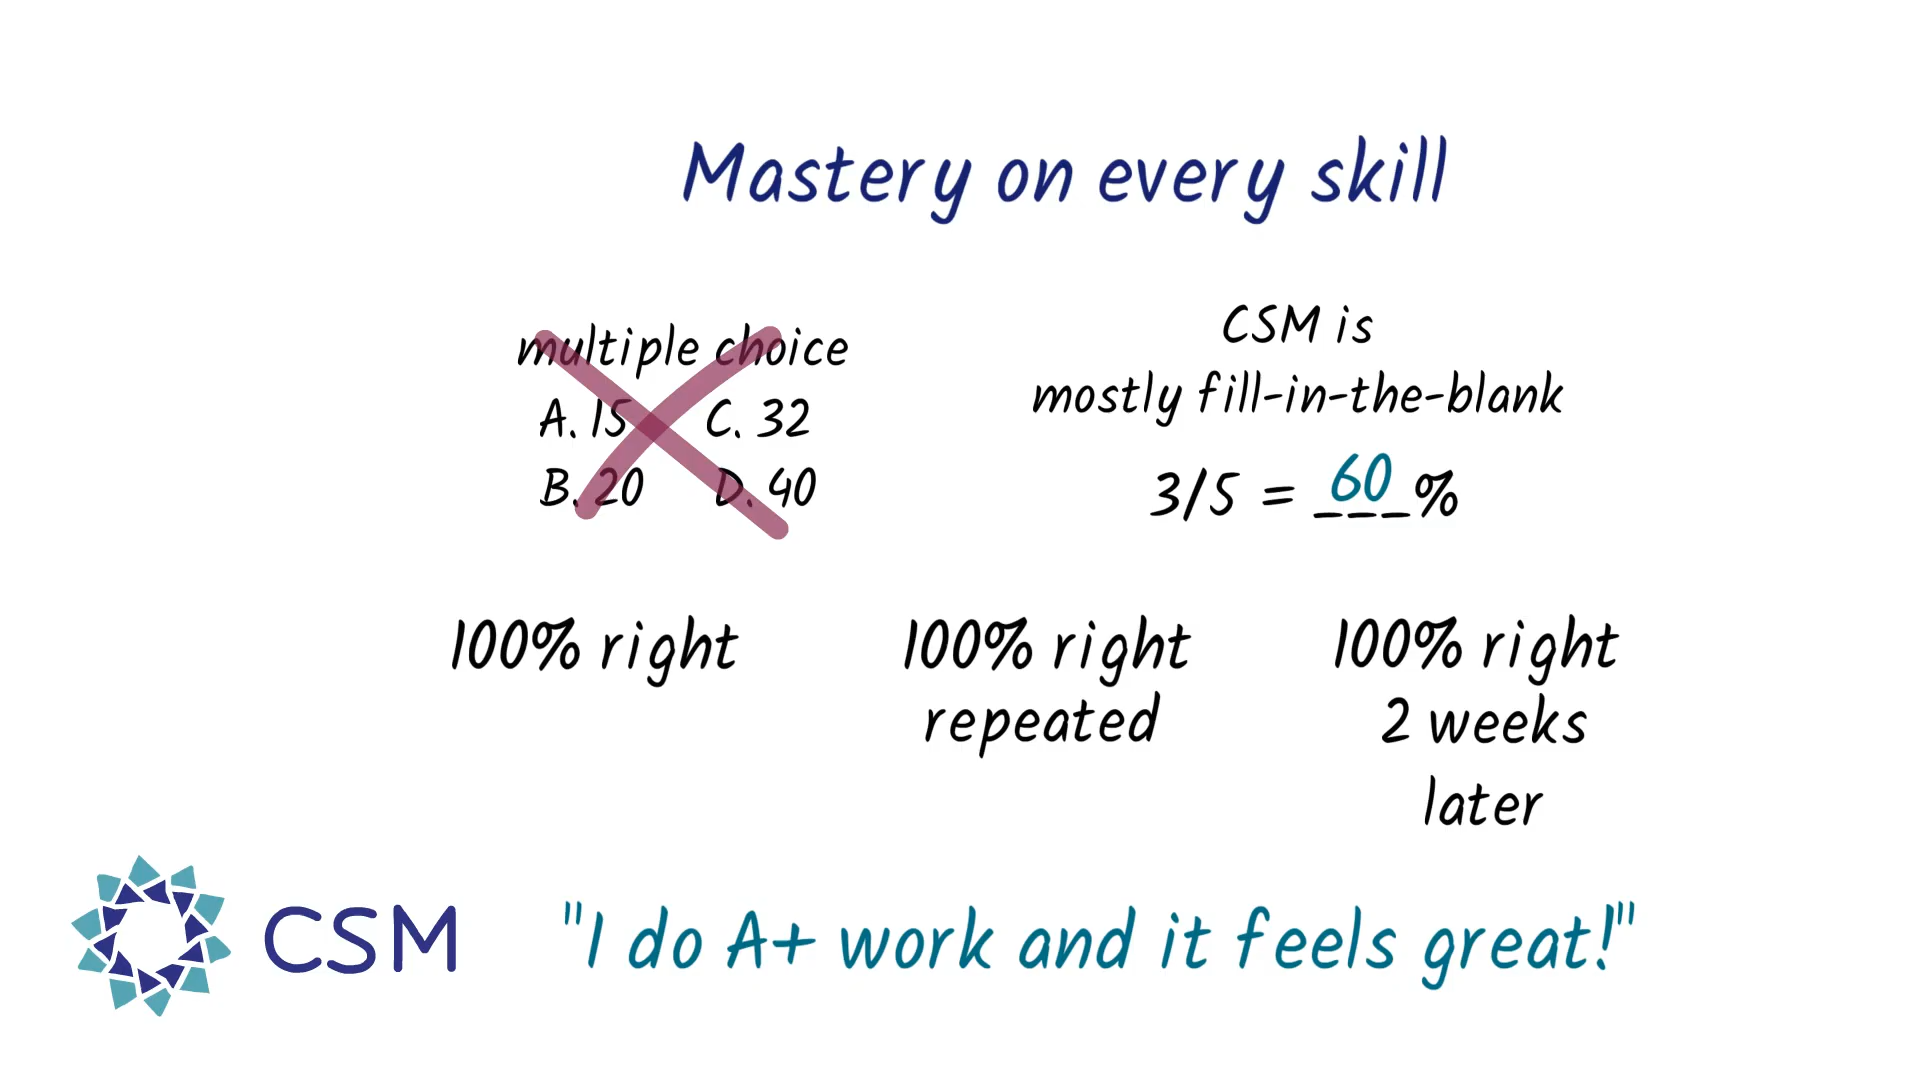 Mastery on every skill
multiple choice
A. 15 C. 32
B. 20 D. 40
CSM is
mostly fill-in-the-blank
3/5 = 60 %
100% right
100% right
repeated
100% right
2 weeks
later
CSM
"I do A+ work and it feels great!"